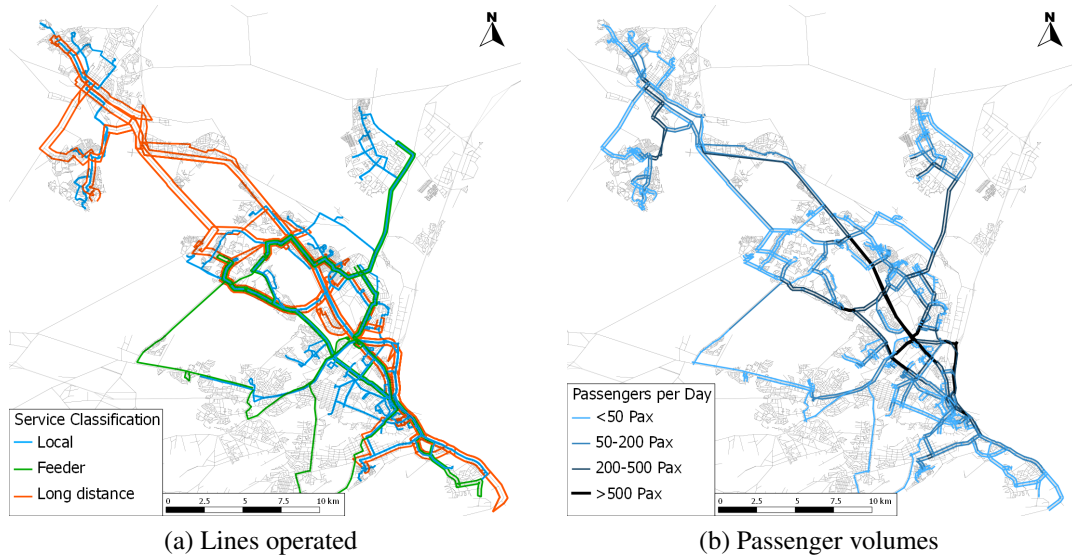 N
Service Classification
Local
Feeder
Long distance
0 2.5 5 7.5 10 km
(a) Lines operated
N
Passengers per Day
<50 Pax
50-200 Pax
200-500 Pax
>500 Pax
0 2.5 5 7.5 10 km
(b) Passenger volumes